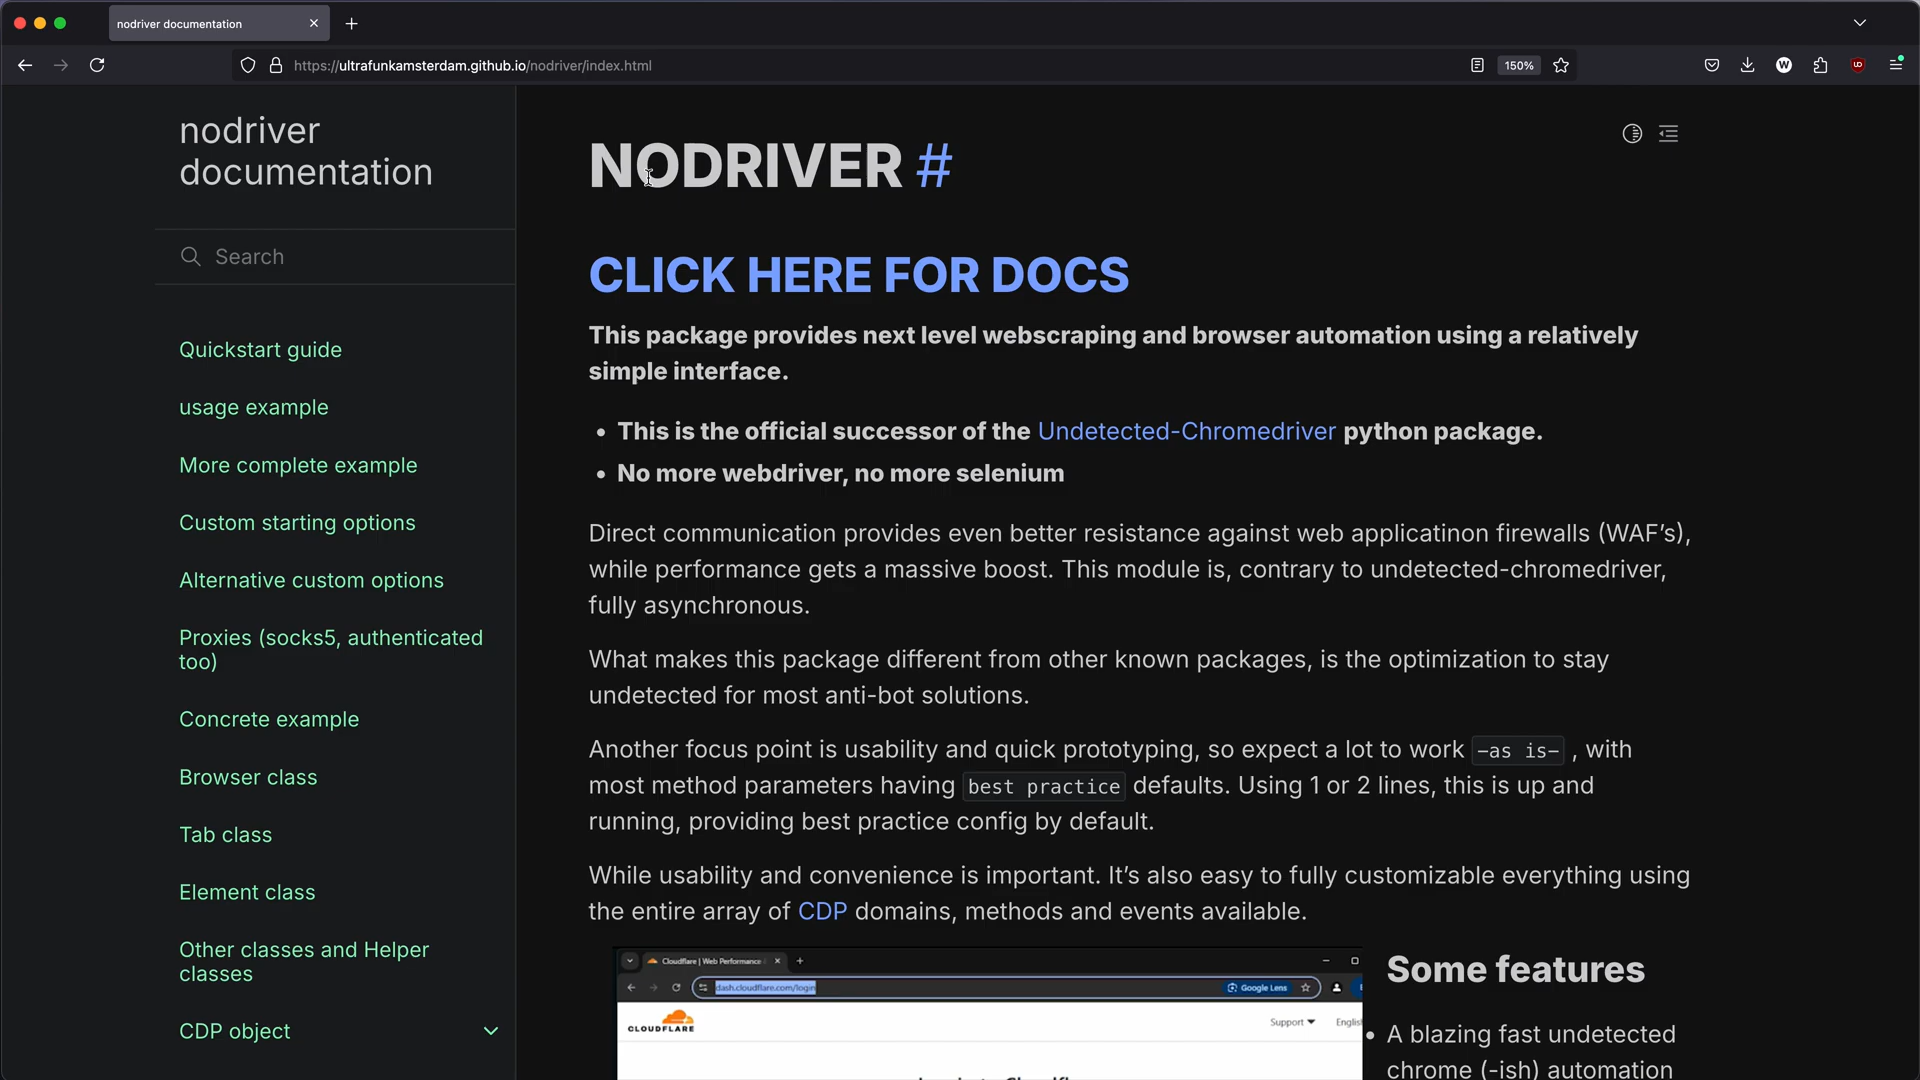 nodriver documentation
https://ultrafunkamsterdam.github.io/nodriver/index.html
150%
W
nodriver
documentation
Search
Quickstart guide
usage example
More complete example
Custom starting options
Alternative custom options
Proxies (socks5, authenticated
too)
Concrete example
Browser class
Tab class
Element class
Other classes and Helper
classes
CDP object
NODRIVER #
CLICK HERE FOR DOCS
This package provides next level webscraping and browser automation using a relatively
simple interface.
• This is the official successor of the Undetected-Chromedriver python package.
• No more webdriver, no more selenium
Direct communication provides even better resistance against web applicatinon firewalls (WAF’s),
while performance gets a massive boost. This module is, contrary to undetected-chromedriver,
fully asynchronous.
What makes this package different from other known packages, is the optimization to stay
undetected for most anti-bot solutions.
Another focus point is usability and quick prototyping, so expect a lot to work -as is- , with
most method parameters having best practice defaults. Using 1 or 2 lines, this is up and
running, providing best practice config by default.
While usability and convenience is important. It’s also easy to fully customizable everything using
the entire array of CDP domains, methods and events available.
Cloudflare | Web Performance
dash.cloudflare.com/login
Google Lens
CLOUDFLARE
Support
English
Some features
• A blazing fast undetected
chrome (-ish) automation